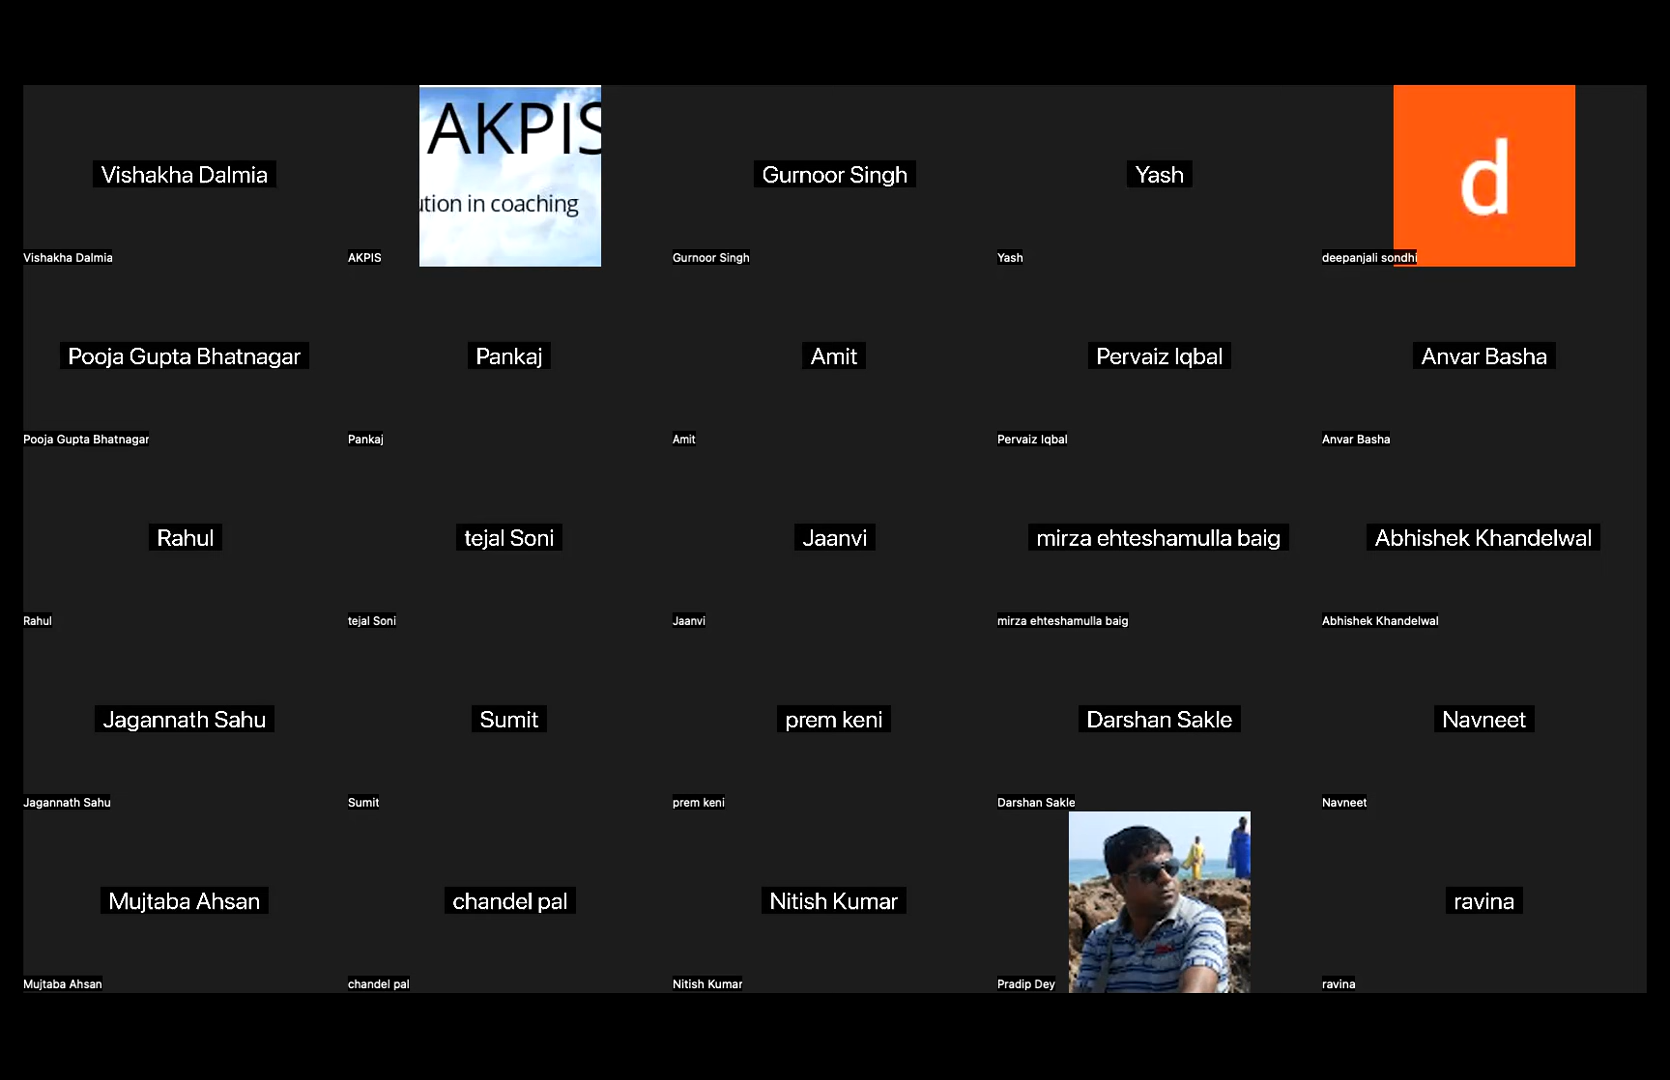 Vishakha Dalmia
Vishakha Dalmia
AKPIS
ution in coaching
AKPIS
Gurnoor Singh
Gurnoor Singh
Yash
Yash
d
deepanjali sondhi
Pooja Gupta Bhatnagar
Pooja Gupta Bhatnagar
Pankaj
Pankaj
Amit
Amit
Pervaiz Iqbal
Pervaiz Iqbal
Anvar Basha
Anvar Basha
Rahul
Rahul
tejal Soni
tejal Soni
Jaanvi
Jaanvi
mirza ehteshamulla baig
mirza ehteshamulla baig
Abhishek Khandelwal
Abhishek Khandelwal
Jagannath Sahu
Jagannath Sahu
Sumit
Sumit
prem keni
prem keni
Darshan Sakle
Darshan Sakle
Navneet
Navneet
Mujtaba Ahsan
Mujtaba Ahsan
chandel pal
chandel pal
Nitish Kumar
Nitish Kumar
Pradip Dey
ravina
ravina